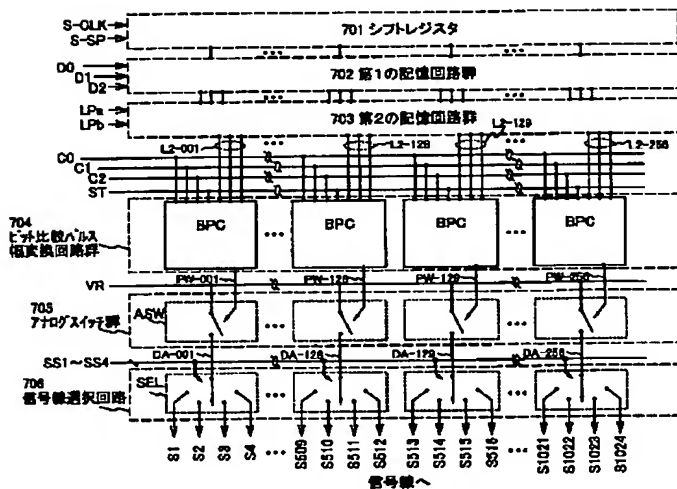 S-CLK
S-SP
701 シフトレジスタ
D0
D1
D2
702 第1の記憶回路群
LPa
LPb
703 第2の記憶回路群
L2-001
L2-128
L2-129
L2-256
C0
C1
C2
ST
704
ビット比較パルス
幅変換回路群
BPC
BPC
BPC
BPC
PW-001
PW-128
PW-129
PW-256
VR
705
アナログスイッチ群
ASW
DA-001
DA-128
DA-129
DA-256
SS1~SS4
706
信号線選択回路
SEL
S1
S2
S3
S4
S509
S510
S511
S512
S513
S514
S515
S516
S1021
S1022
S1023
S1024
信号線へ